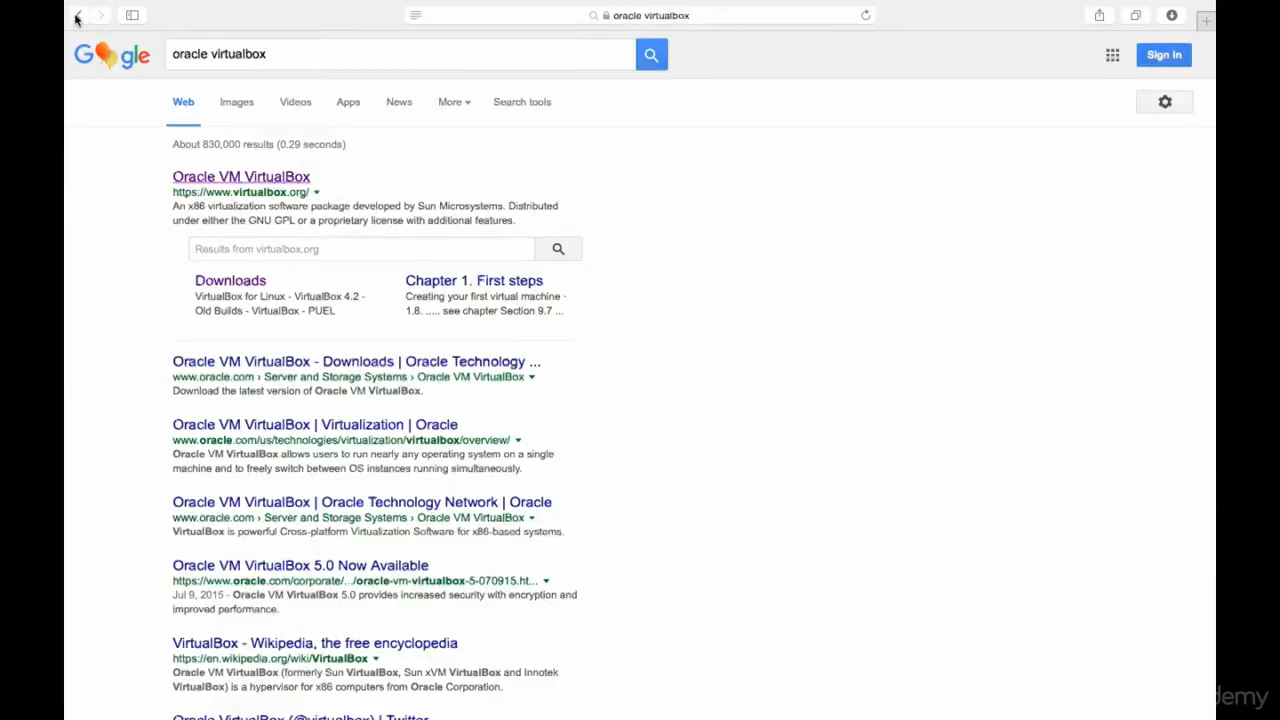 oracle virtualbox
Google
oracle virtualbox
Sign in
Web Images Videos Apps News More Search tools
About 830,000 results (0.29 seconds)
Oracle VM VirtualBox
https://www.virtualbox.org/
An x86 virtualization software package developed by Sun Microsystems. Distributed
under either the GNU GPL or a proprietary license with additional features.
Results from virtualbox.org
Downloads
VirtualBox for Linux - VirtualBox 4.2 -
Old Builds - VirtualBox - PUEL
Chapter 1. First steps
Creating your first virtual machine ·
1.8. ..... see chapter Section 9.7 ...
Oracle VM VirtualBox - Downloads | Oracle Technology ...
www.oracle.com › Server and Storage Systems › Oracle VM VirtualBox
Download the latest version of Oracle VM VirtualBox.
Oracle VM VirtualBox | Virtualization | Oracle
www.oracle.com/us/technologies/virtualization/virtualbox/overview/
Oracle VM VirtualBox allows users to run nearly any operating system on a single
machine and to freely switch between OS instances running simultaneously.
Oracle VM VirtualBox | Oracle Technology Network | Oracle
www.oracle.com › Server and Storage Systems › Oracle VM VirtualBox
VirtualBox is powerful Cross-platform Virtualization Software for x86-based systems.
Oracle VM VirtualBox 5.0 Now Available
https://www.oracle.com/corporate/.../oracle-vm-virtualbox-5-070915.ht...
Jul 9, 2015 - Oracle VM VirtualBox 5.0 provides increased security with encryption and
improved performance.
VirtualBox - Wikipedia, the free encyclopedia
https://en.wikipedia.org/wiki/VirtualBox
Oracle VM VirtualBox (formerly Sun VirtualBox, Sun xVM VirtualBox and Innotek
VirtualBox) is a hypervisor for x86 computers from Oracle Corporation.
Oracle VirtualBox (@virtualbox) | Twitter
demy